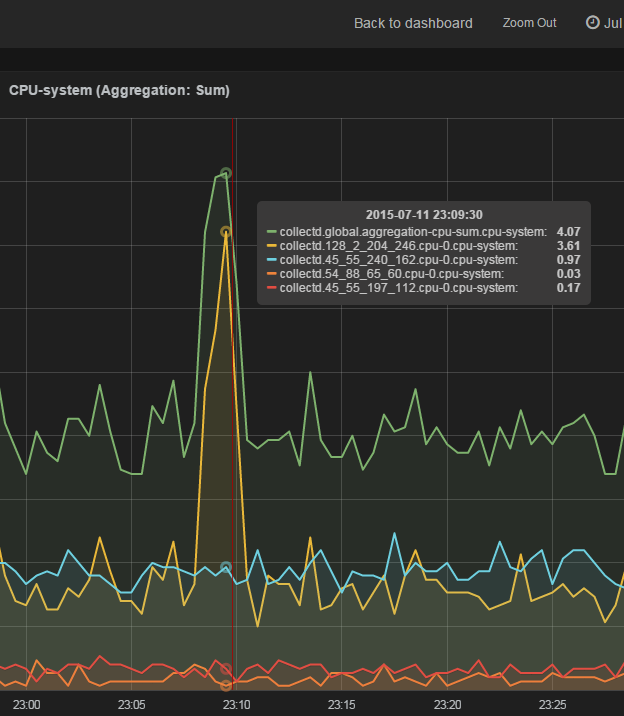 Back to dashboard Zoom Out Jul
CPU-system (Aggregation: Sum)
2015-07-11 23:09:30
collectd.global.aggregation-cpu-sum.cpu-system: 4.07
collectd.128_2_204_246.cpu-0.cpu-system: 3.61
collectd.45_55_240_162.cpu-0.cpu-system: 0.97
collectd.54_88_65_60.cpu-0.cpu-system: 0.03
collectd.45_55_197_112.cpu-0.cpu-system: 0.17
23:00 23:05 23:10 23:15 23:20 23:25